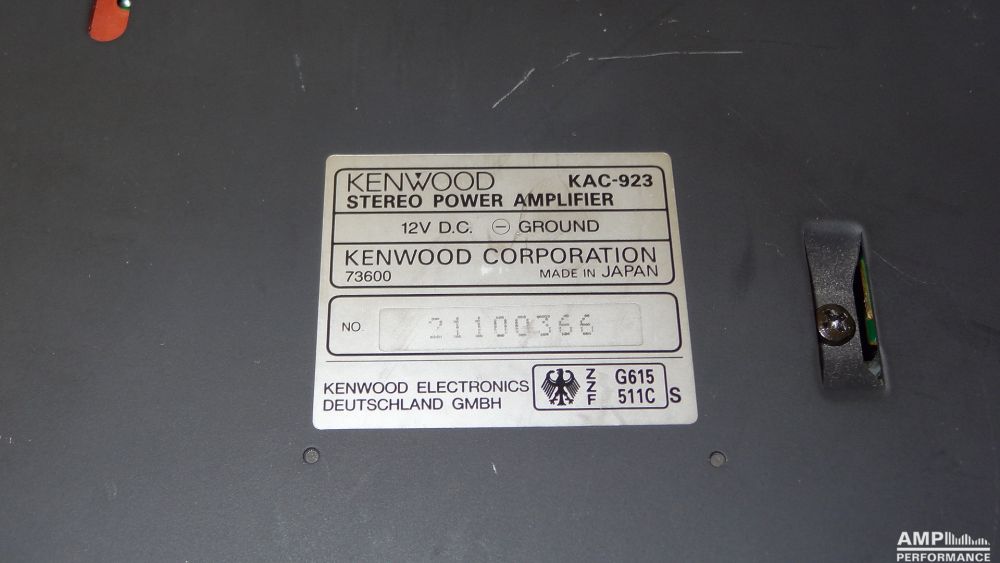 KENWOOD KAC-923
STEREO POWER AMPLIFIER
12V D.C. ⊖ GROUND
KENWOOD CORPORATION
73600 MADE IN JAPAN
NO. 21100366
KENWOOD ELECTRONICS
DEUTSCHLAND GMBH
ZZF G615
511C S
AMP
PERFORMANCE